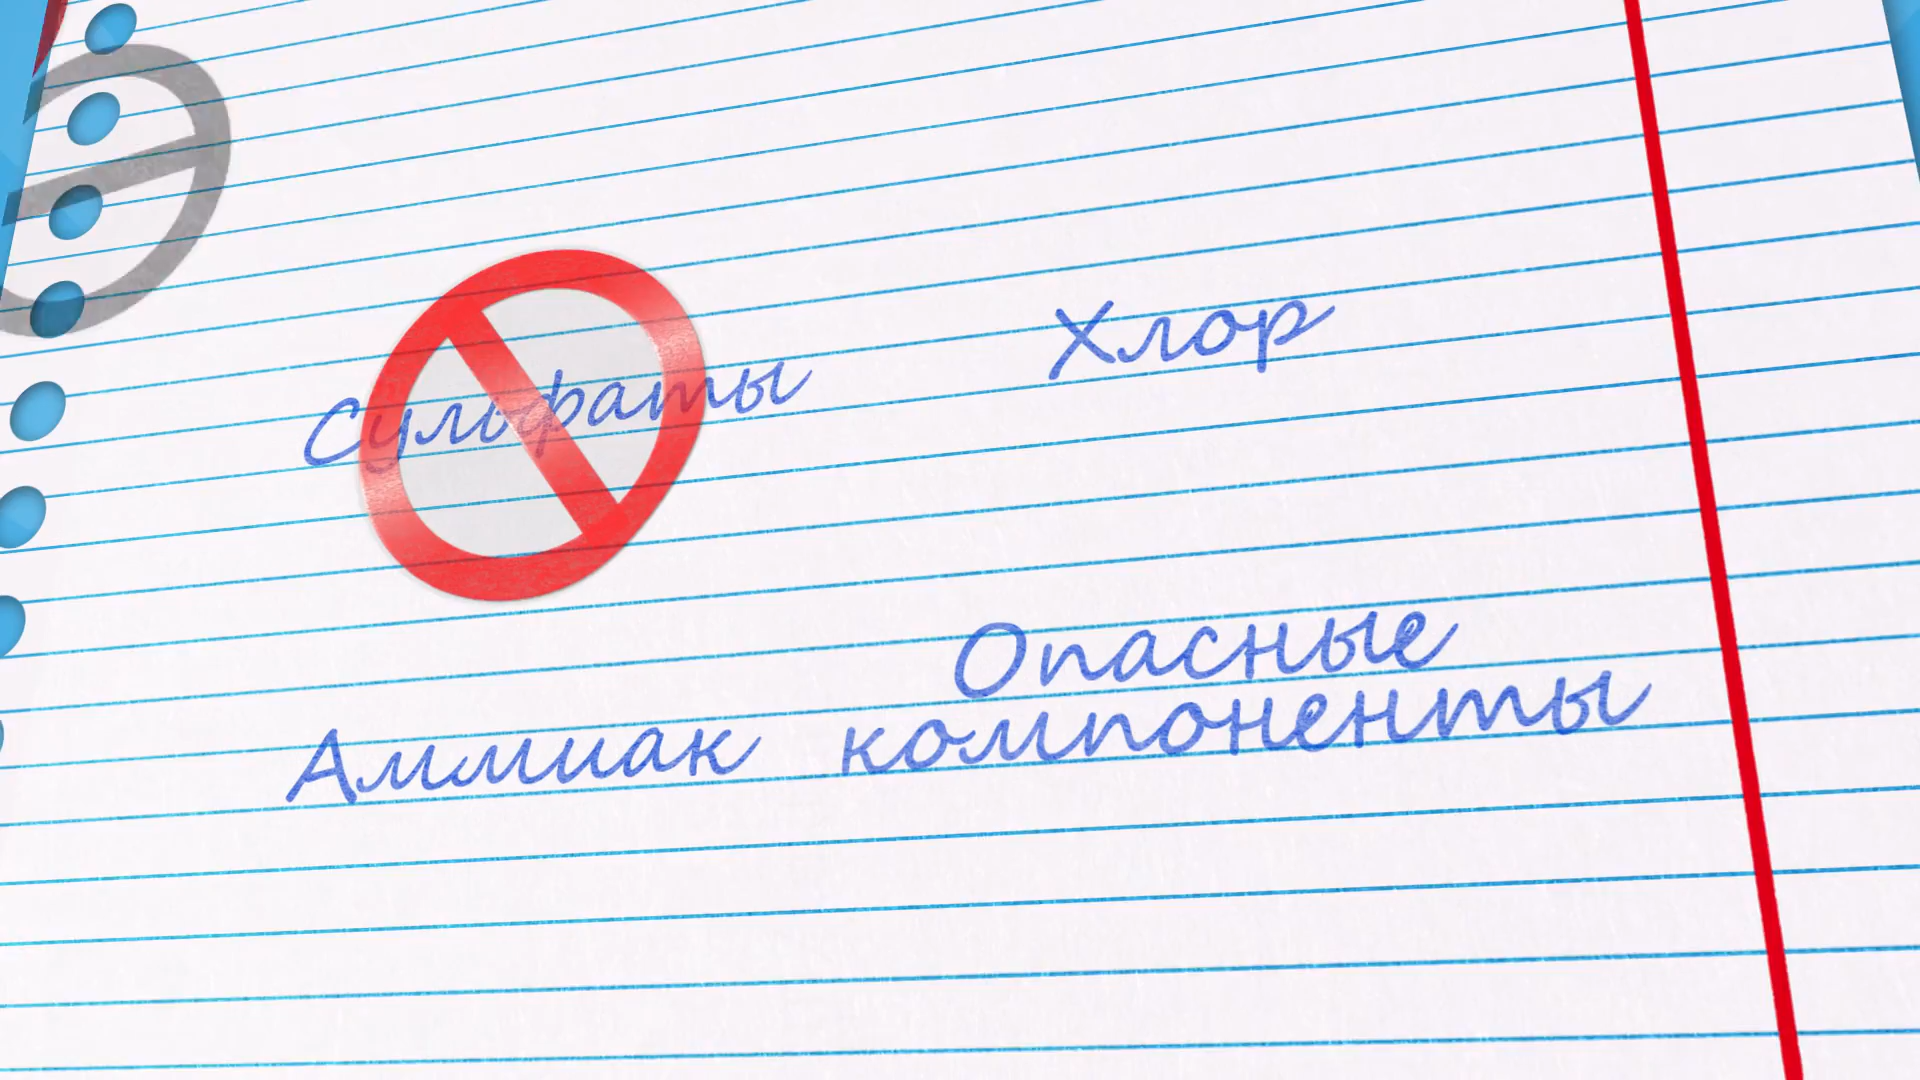 Сульфаты
Хлор
Аммиак
Опасные
компоненты